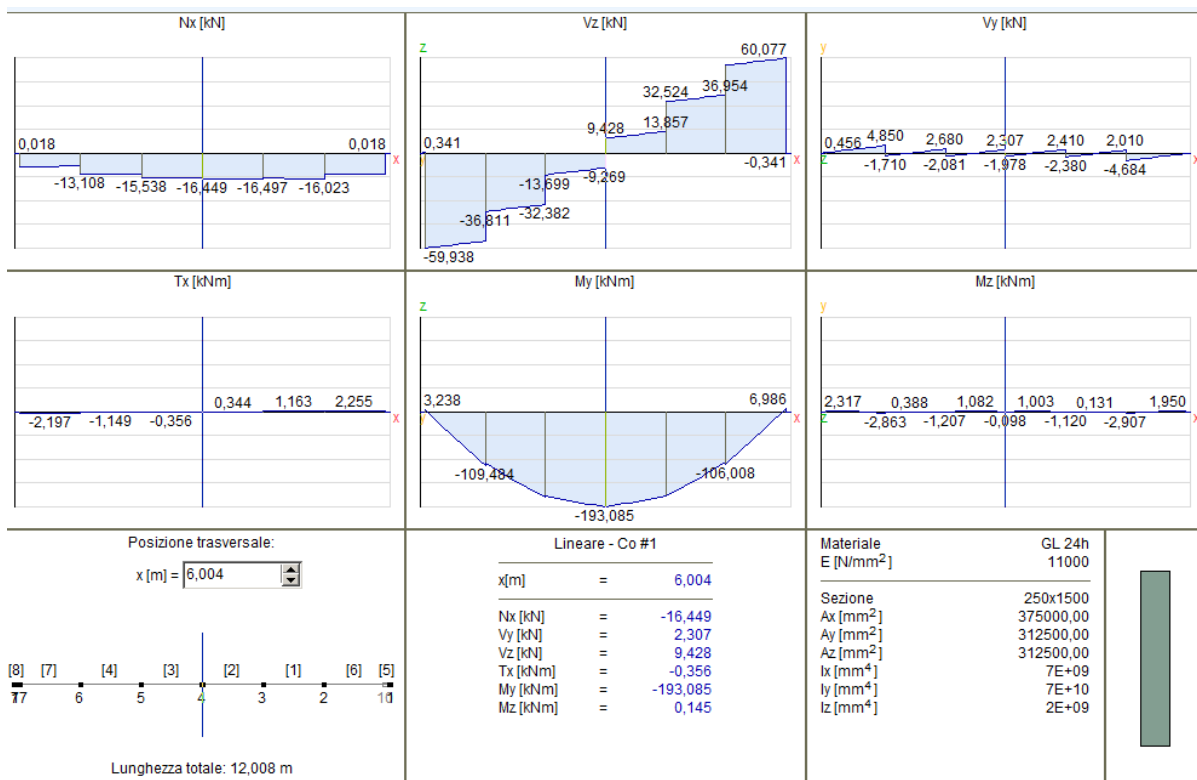 Nx [kN]
0,018
0,018
-13,108
-15,538
-16,449
-16,497
-16,023
x
Vz [kN]
z
60,077
32,524
36,954
9,428
13,857
0,341
y
x
-0,341
-9,269
-13,699
-36,811
-32,382
-59,938
Vy [kN]
y
0,456
4,850
2,680
2,307
2,410
2,010
z
x
-1,710
-2,081
-1,978
-2,380
-4,684
Tx [kNm]
0,344
1,163
2,255
-2,197
-1,149
-0,356
x
My [kNm]
z
3,238
6,986
y
x
-109,484
-106,008
-193,085
Mz [kNm]
y
2,317
0,388
1,082
1,003
0,131
1,950
z
x
-2,863
-1,207
-0,098
-1,120
-2,907
Posizione trasversale:
x [m] = 6,004
[8] [7] [4] [3] [2] [1] [6] [5]
6 5 4 3 2
Lunghezza totale: 12,008 m
Lineare - Co #1
x[m] = 6,004
Nx [kN] = -16,449
Vy [kN] = 2,307
Vz [kN] = 9,428
Tx [kNm] = -0,356
My [kNm] = -193,085
Mz [kNm] = 0,145
Materiale GL 24h
E [N/mm²] 11000
Sezione 250x1500
Ax [mm²] 375000,00
Ay [mm²] 312500,00
Az [mm²] 312500,00
Ix [mm⁴] 7E+09
Iy [mm⁴] 7E+10
Iz [mm⁴] 2E+09